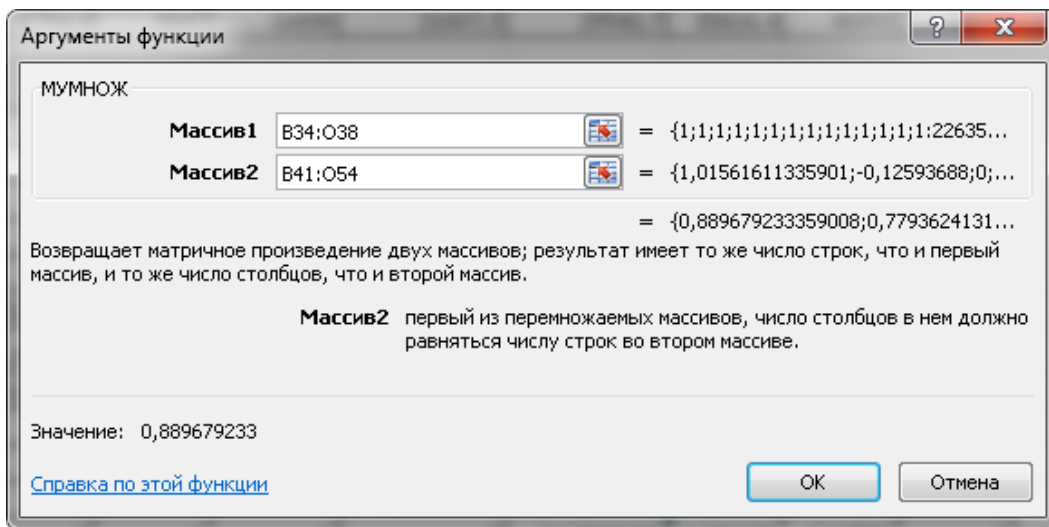 Аргументы функции
МУМНОЖ
Массив1 B34:O38 = {1;1;1;1;1;1;1;1;1;1;1;1;1;1:22635...
Массив2 B41:O54 = {1,01561611335901;-0,12593688;0;...
= {0,889679233359008;0,7793624131...
Возвращает матричное произведение двух массивов; результат имеет то же число строк, что и первый
массив, и то же число столбцов, что и второй массив.
Массив2 первый из перемножаемых массивов, число столбцов в нем должно
равняться числу строк во втором массиве.
Значение: 0,889679233
Справка по этой функции
ОК
Отмена